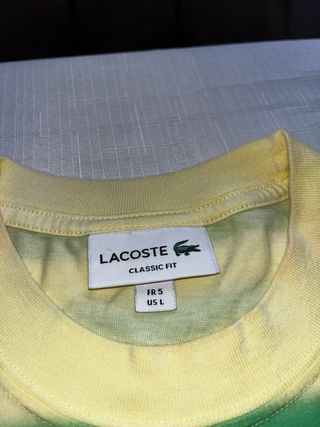 LACOSTE
CLASSIC FIT
FR 5
US L